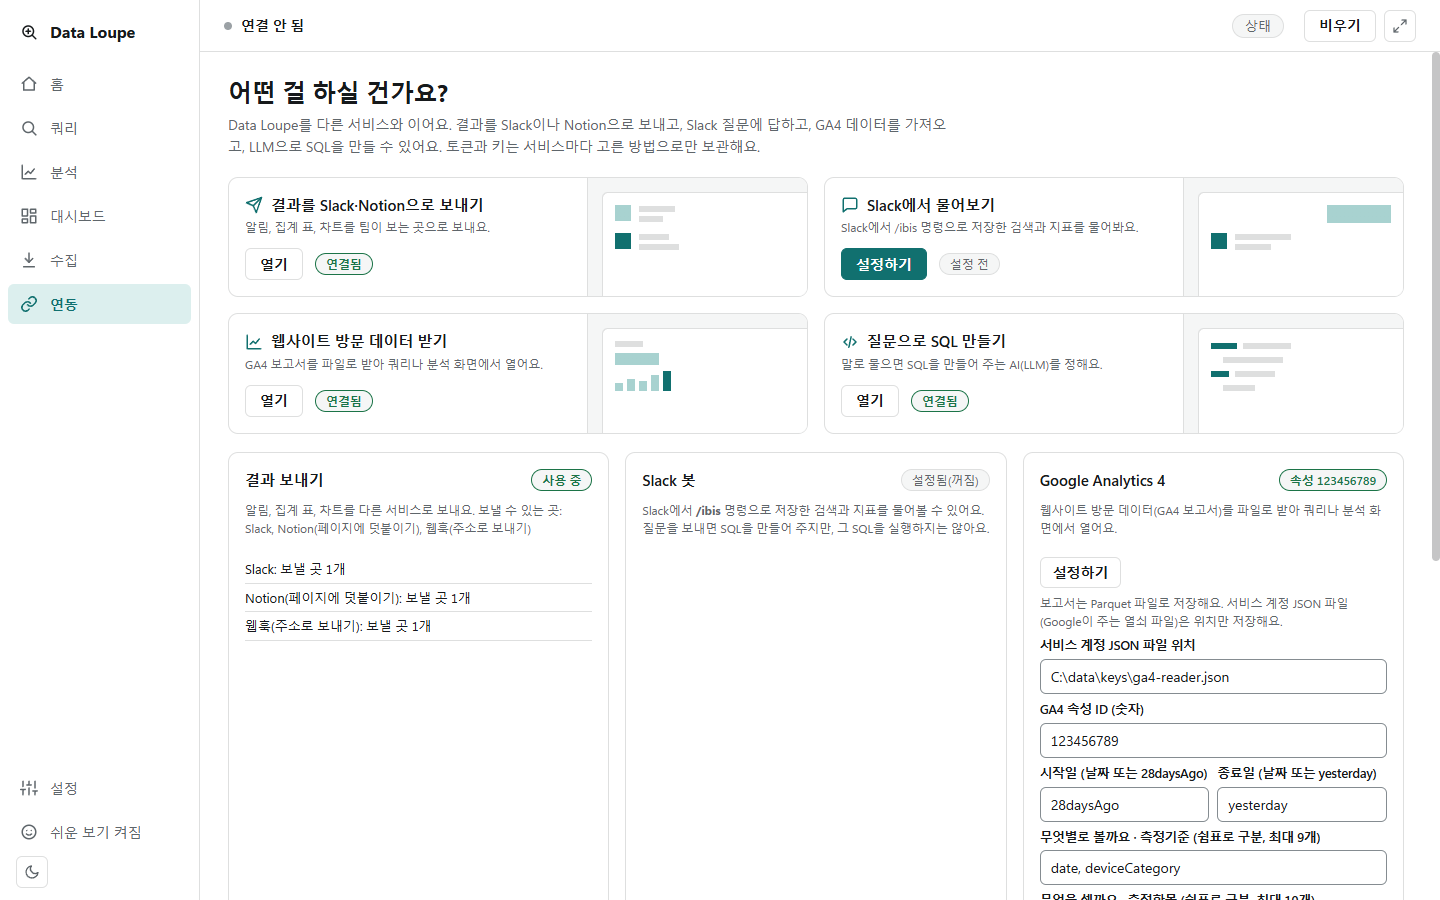 Data Loupe
홈
쿼리
분석
대시보드
수집
연동
설정
쉬운 보기 켜짐
연결 안 됨
상태
비우기
어떤 걸 하실 건가요?
Data Loupe를 다른 서비스와 이어요. 결과를 Slack이나 Notion으로 보내고, Slack 질문에 답하고, GA4 데이터를 가져오
고, LLM으로 SQL을 만들 수 있어요. 토큰과 키는 서비스마다 고른 방법으로만 보관해요.
결과를 Slack·Notion으로 보내기
알림, 집계 표, 차트를 팀이 보는 곳으로 보내요.
열기
연결됨
Slack에서 물어보기
Slack에서 /ibis 명령으로 저장한 검색과 지표를 물어봐요.
설정하기
설정 전
웹사이트 방문 데이터 받기
GA4 보고서를 파일로 받아 쿼리나 분석 화면에서 열어요.
열기
연결됨
질문으로 SQL 만들기
말로 물으면 SQL을 만들어 주는 AI(LLM)를 정해요.
열기
연결됨
결과 보내기
사용 중
알림, 집계 표, 차트를 다른 서비스로 보내요. 보낼 수 있는 곳:
Slack, Notion(페이지에 덧붙이기), 웹훅(주소로 보내기)
Slack: 보낼 곳 1개
Notion(페이지에 덧붙이기): 보낼 곳 1개
웹훅(주소로 보내기): 보낼 곳 1개
Slack 봇
설정됨(꺼짐)
Slack에서 /ibis 명령으로 저장한 검색과 지표를 물어볼 수 있어요.
질문을 보내면 SQL을 만들어 주지만, 그 SQL을 실행하지는 않아요.
Google Analytics 4
속성 123456789
웹사이트 방문 데이터(GA4 보고서)를 파일로 받아 쿼리나 분석 화
면에서 열어요.
설정하기
보고서는 Parquet 파일로 저장해요. 서비스 계정 JSON 파일
(Google이 주는 열쇠 파일)은 위치만 저장해요.
서비스 계정 JSON 파일 위치
C:\data\keys\ga4-reader.json
GA4 속성 ID (숫자)
123456789
시작일 (날짜 또는 28daysAgo) 종료일 (날짜 또는 yesterday)
28daysAgo yesterday
무엇별로 볼까요 · 측정기준 (쉼표로 구분, 최대 9개)
date, deviceCategory
무엇을 셀까요 · 측정항목 (쉼표로 구분, 최대 10개)